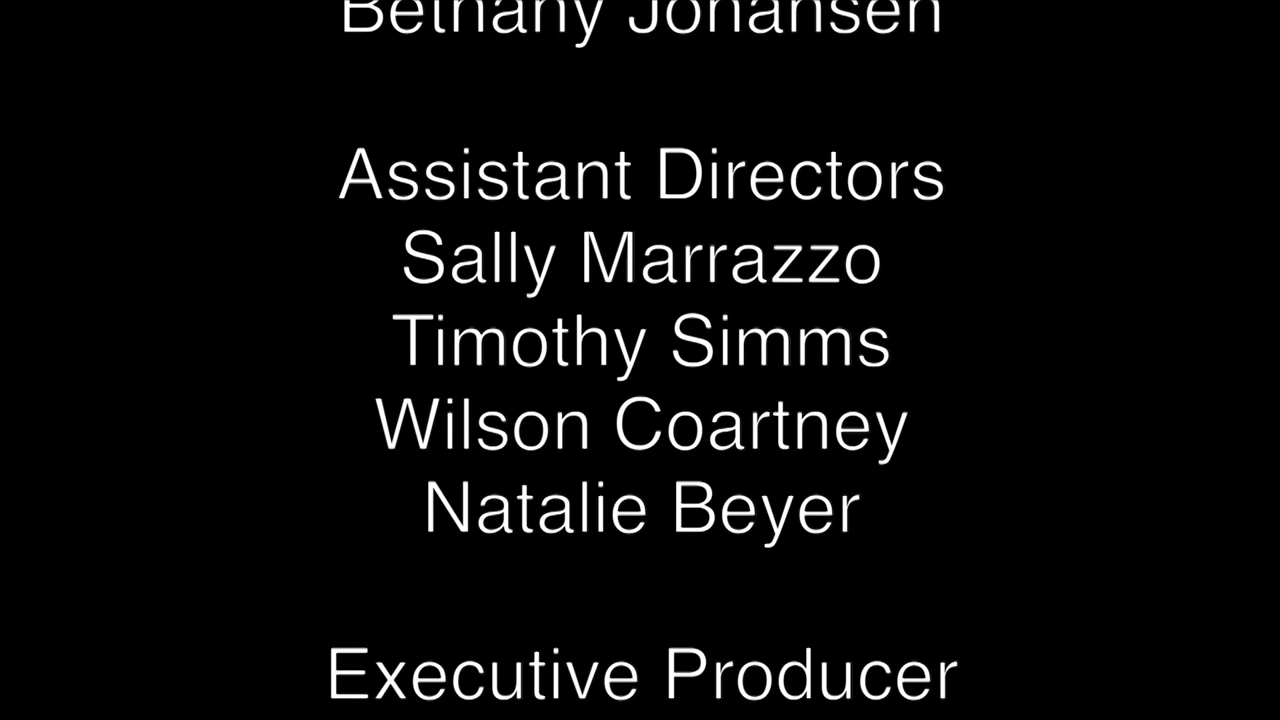 Bethany Johansen
Assistant Directors
Sally Marrazzo
Timothy Simms
Wilson Coartney
Natalie Beyer
Executive Producer